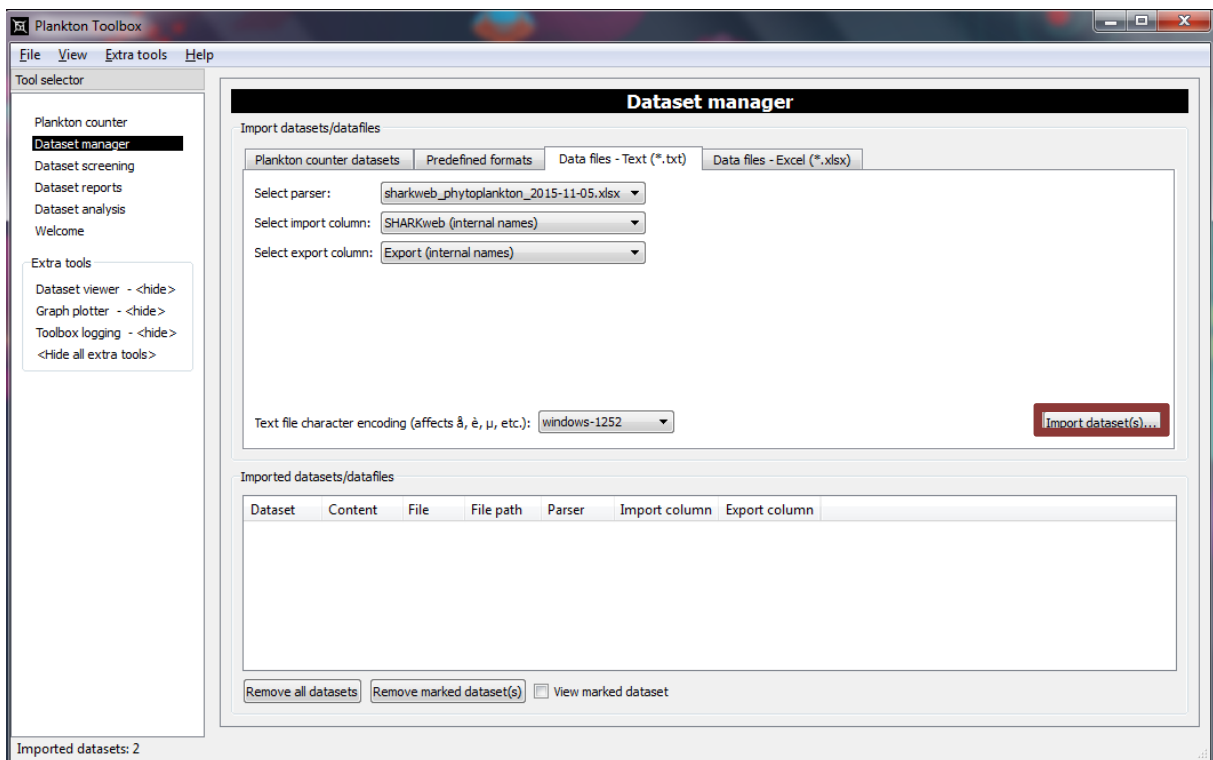 Plankton Toolbox
File View Extra tools Help
Tool selector
Plankton counter
Dataset manager
Dataset screening
Dataset reports
Dataset analysis
Welcome
Extra tools
Dataset viewer - <hide>
Graph plotter - <hide>
Toolbox logging - <hide>
<Hide all extra tools>
Dataset manager
Import datasets/datafiles
Plankton counter datasets Predefined formats Data files - Text (*.txt) Data files - Excel (*.xlsx)
Select parser: sharkweb_phytoplankton_2015-11-05.xlsx
Select import column: SHARKweb (internal names)
Select export column: Export (internal names)
Text file character encoding (affects å, è, µ, etc.): windows-1252 Import dataset(s)...
Imported datasets/datafiles
Dataset Content File File path Parser Import column Export column
Remove all datasets Remove marked dataset(s) View marked dataset
Imported datasets: 2